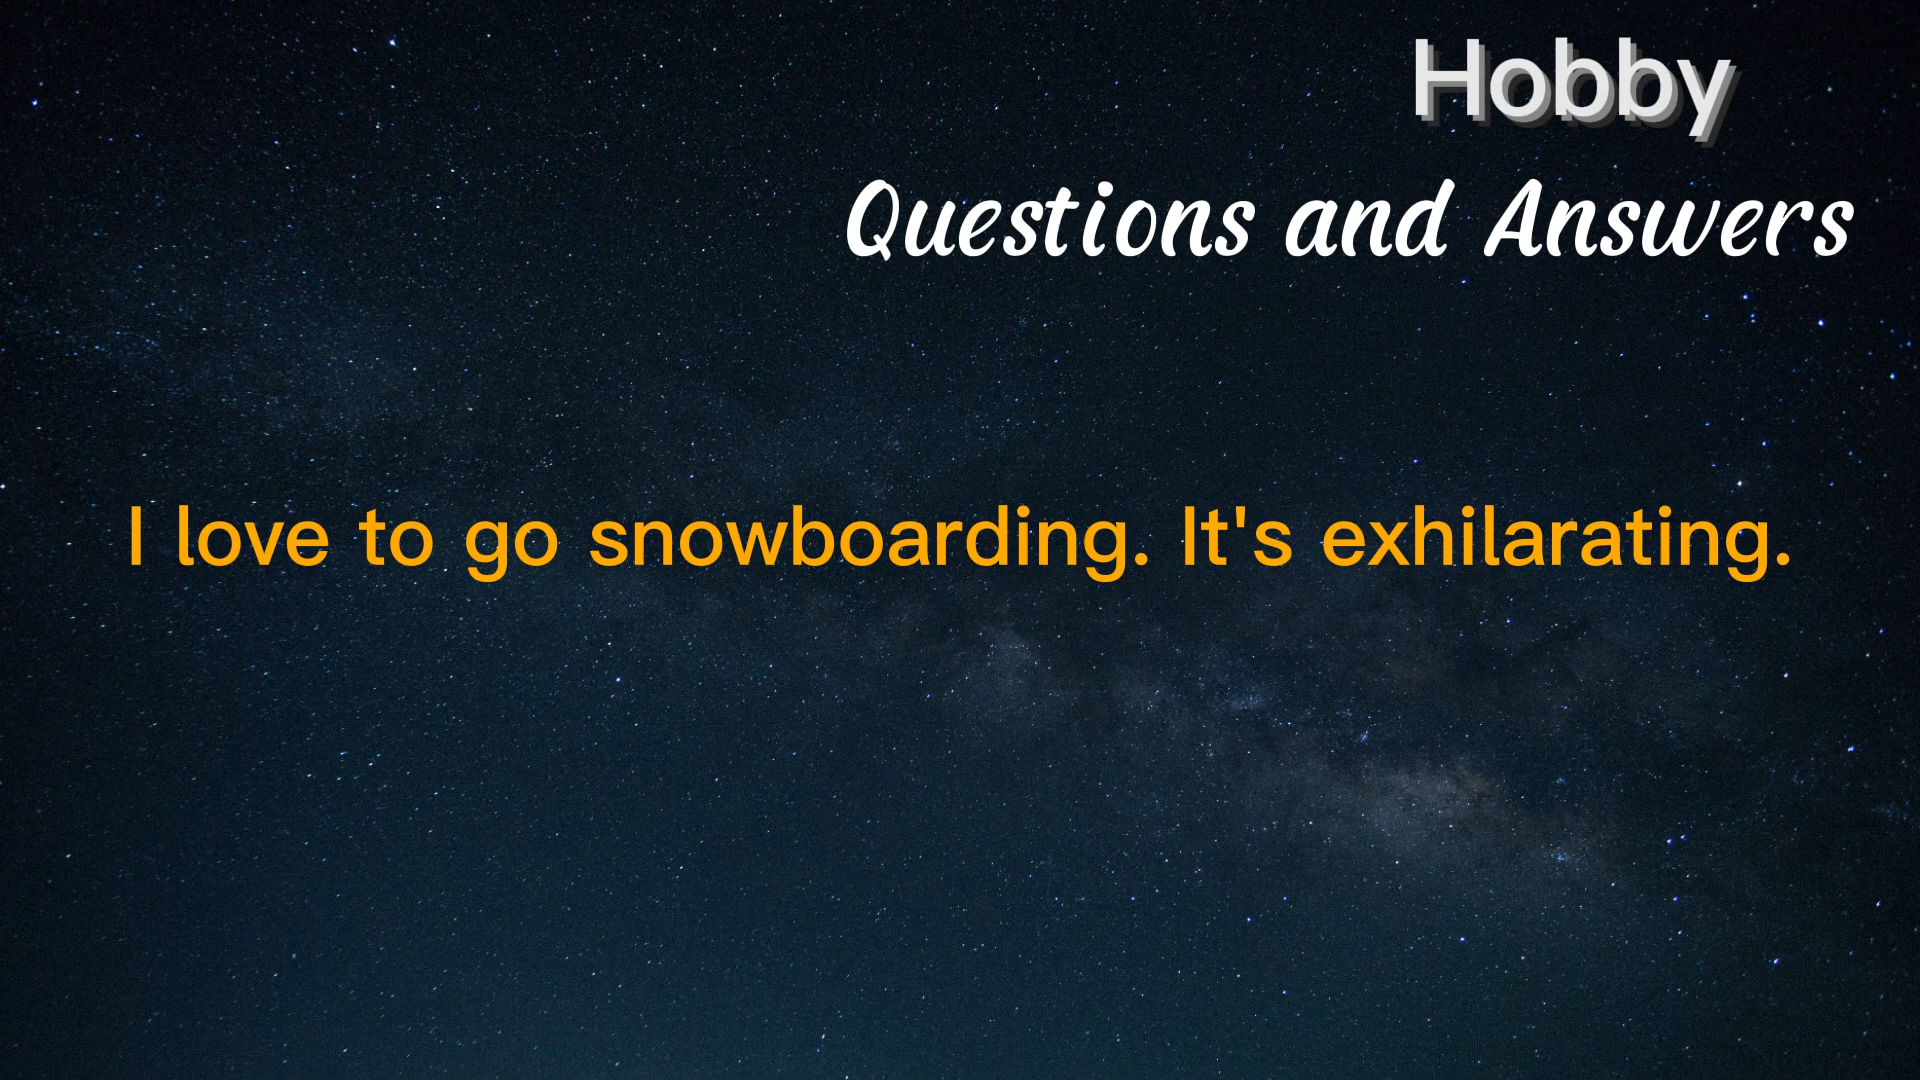 Hobby
Questions and Answers
I love to go snowboarding. It's exhilarating.